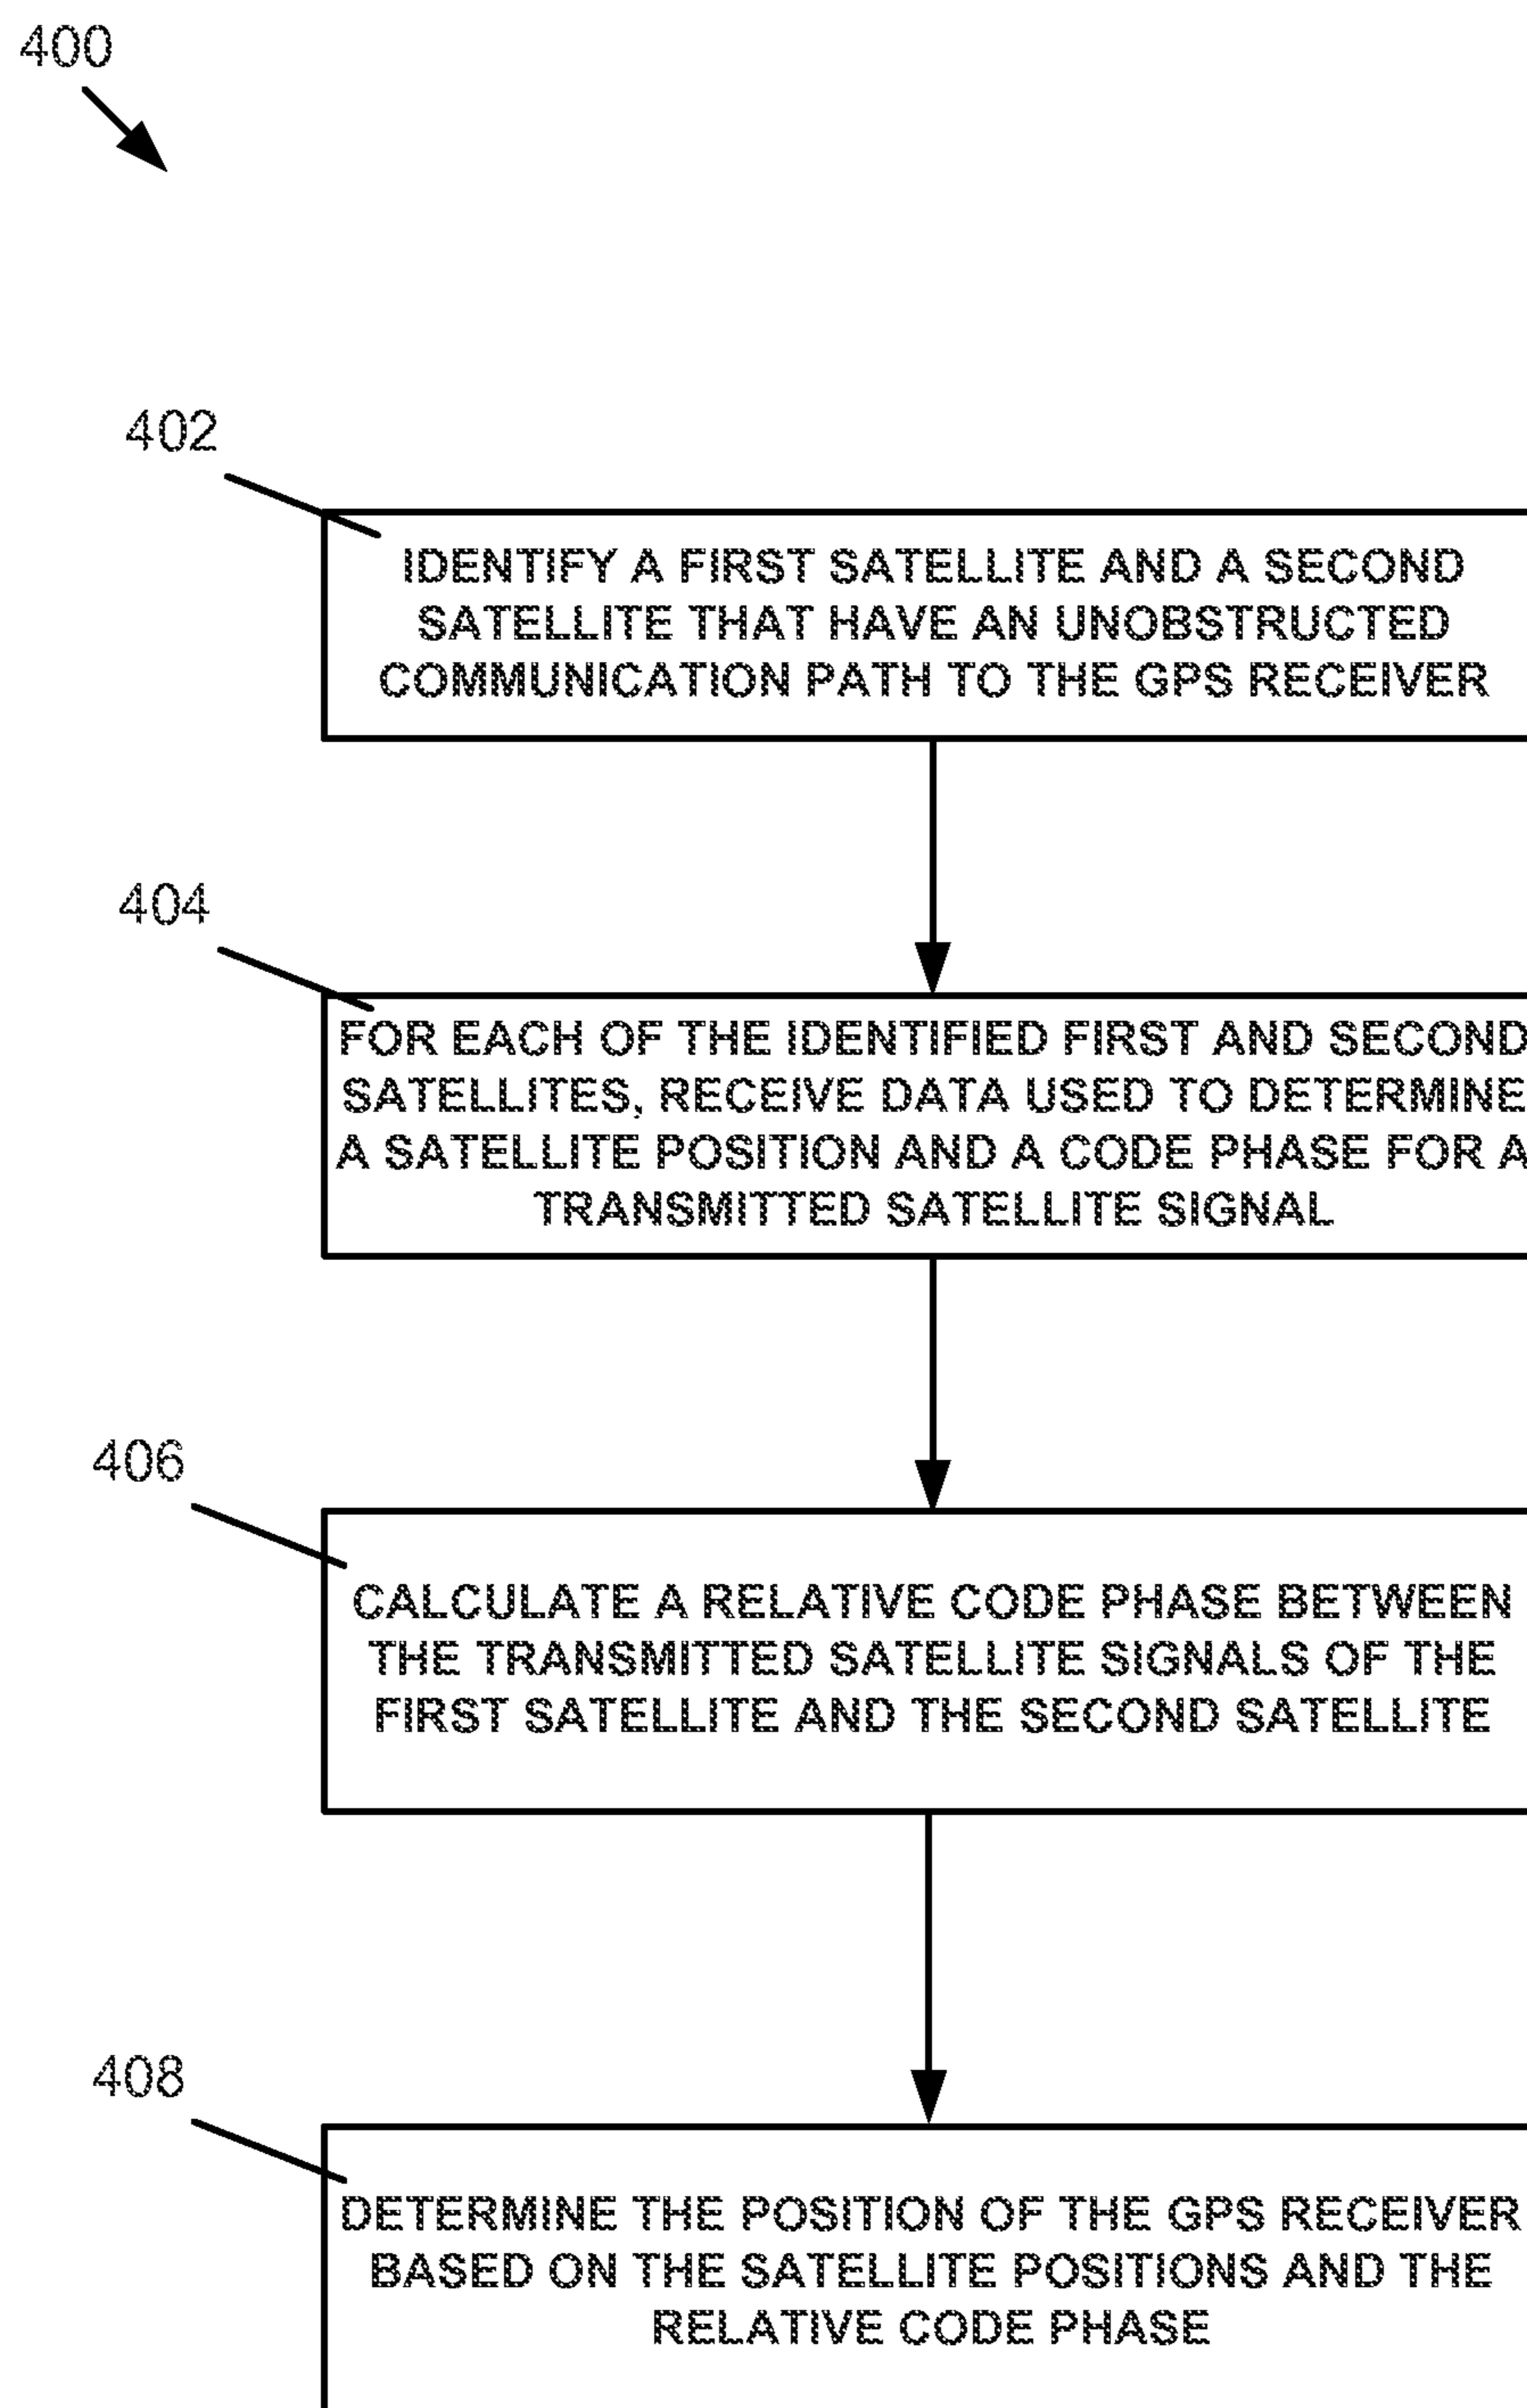 400
402
IDENTIFY A FIRST SATELLITE AND A SECOND
SATELLITE THAT HAVE AN UNOBSTRUCTED
COMMUNICATION PATH TO THE GPS RECEIVER
404
FOR EACH OF THE IDENTIFIED FIRST AND SECOND
SATELLITES, RECEIVE DATA USED TO DETERMINE
A SATELLITE POSITION AND A CODE PHASE FOR A
TRANSMITTED SATELLITE SIGNAL
406
CALCULATE A RELATIVE CODE PHASE BETWEEN
THE TRANSMITTED SATELLITE SIGNALS OF THE
FIRST SATELLITE AND THE SECOND SATELLITE
408
DETERMINE THE POSITION OF THE GPS RECEIVER
BASED ON THE SATELLITE POSITIONS AND THE
RELATIVE CODE PHASE